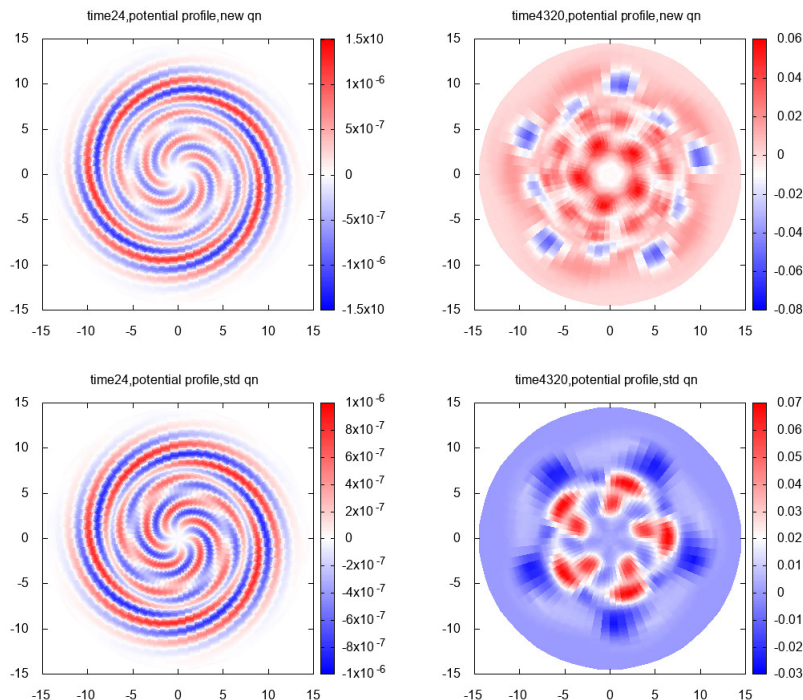 time24,potential profile,new qn
15
10
5
0
-5
-10
-15
-15 -10 -5 0 5 10 15
1.5x10
1x10⁻⁶
5x10⁻⁷
0
-5x10⁻⁷
-1x10⁻⁶
-1.5x10
time4320,potential profile,new qn
15
10
5
0
-5
-10
-15
-15 -10 -5 0 5 10 15
0.06
0.04
0.02
0
-0.02
-0.04
-0.06
-0.08
time24,potential profile,std qn
15
10
5
0
-5
-10
-15
-15 -10 -5 0 5 10 15
1x10⁻⁶
8x10⁻⁷
6x10⁻⁷
4x10⁻⁷
2x10⁻⁷
0
-2x10⁻⁷
-4x10⁻⁷
-6x10⁻⁷
-8x10⁻⁷
-1x10⁻⁶
time4320,potential profile,std qn
15
10
5
0
-5
-10
-15
-15 -10 -5 0 5 10 15
0.07
0.06
0.05
0.04
0.03
0.02
0.01
0
-0.01
-0.02
-0.03